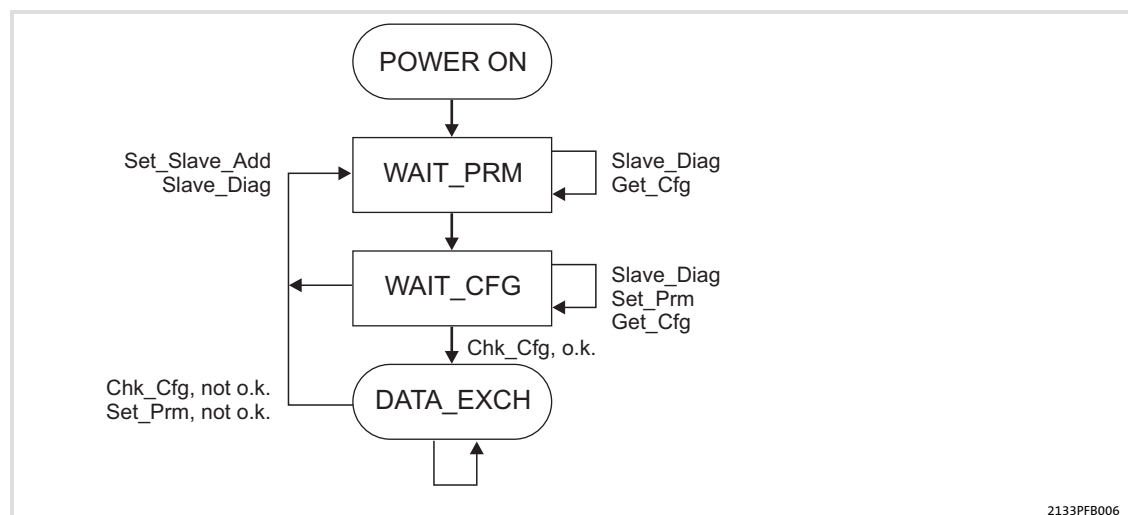 POWER ON
Set_Slave_Add
Slave_Diag
WAIT_PRM
Slave_Diag
Get_Cfg
WAIT_CFG
Slave_Diag
Set_Prm
Get_Cfg
Chk_Cfg, o.k.
Chk_Cfg, not o.k.
Set_Prm, not o.k.
DATA_EXCH
2133PFB006